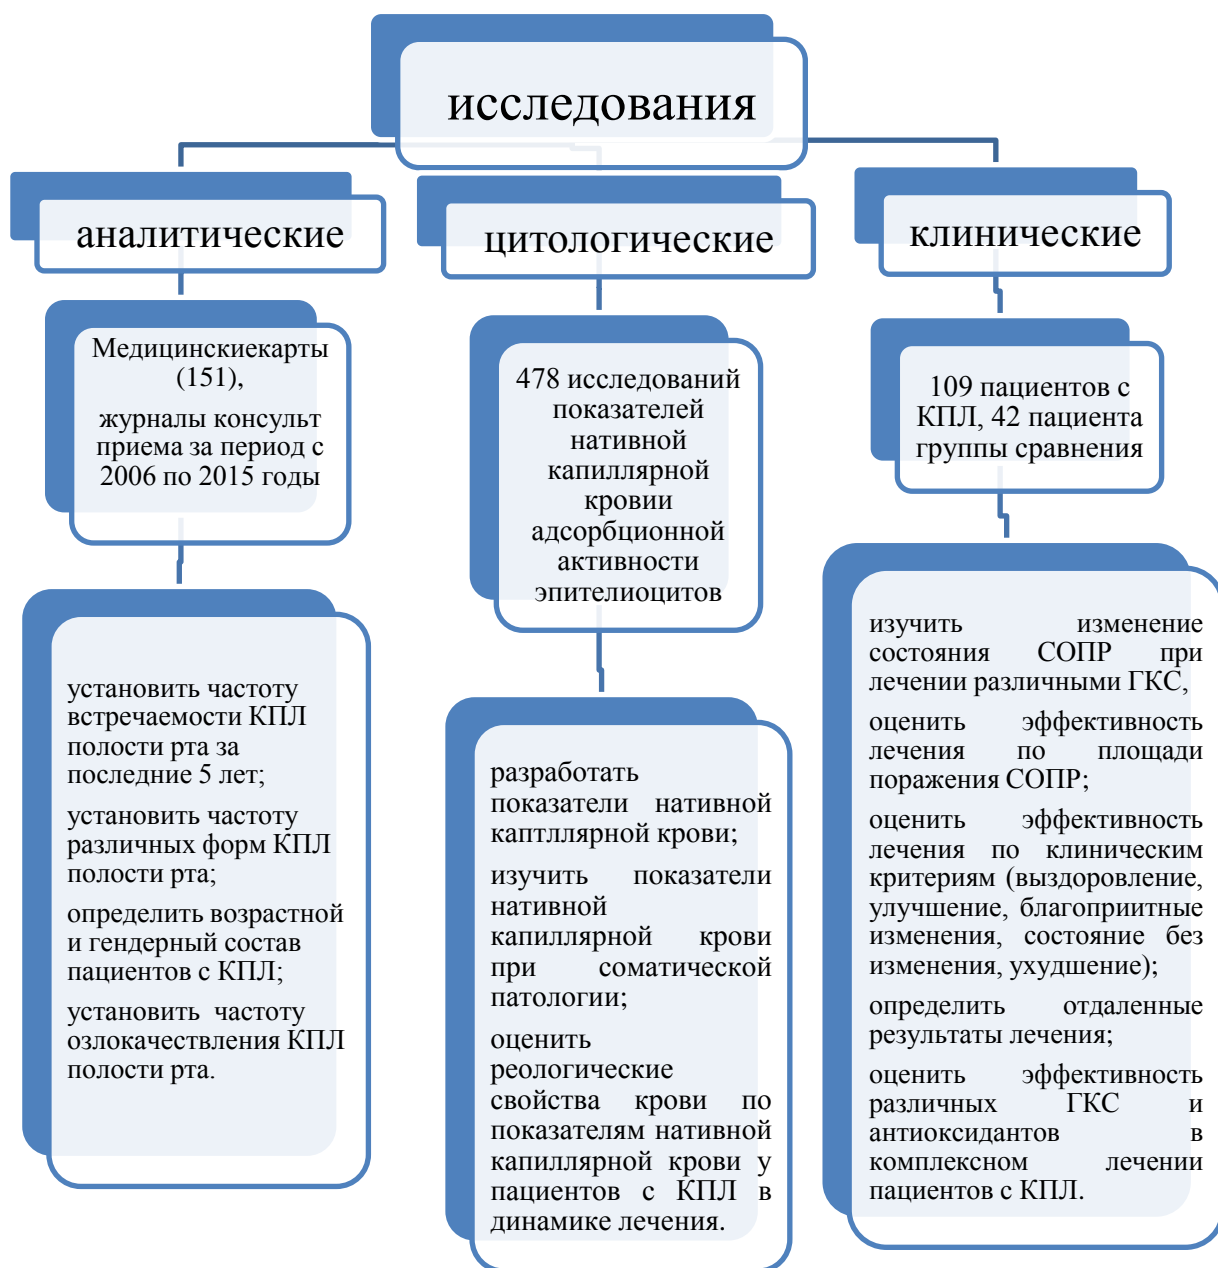 исследования
аналитические
Медицинскиекарты
(151),
журналы консульт
приема за период с
2006 по 2015 годы
установить частоту
встречаемости КПЛ
полости рта за
последние 5 лет;
установить частоту
различных форм КПЛ
полости рта;
определить возрастной
и гендерный состав
пациентов с КПЛ;
установить частоту
озлокачествления КПЛ
полости рта.
цитологические
478 исследований
показателей
нативной
капиллярной
кровии
адсорбционной
активности
эпителиоцитов
разработать
показатели нативной
каптллярной крови;
изучить показатели
нативной
капиллярной крови
при соматической
патологии;
оценить
реологические
свойства крови по
показателям нативной
капиллярной крови у
пациентов с КПЛ в
динамике лечения.
клинические
109 пациентов с
КПЛ, 42 пациента
группы сравнения
изучить изменение
состояния СОПР при
лечении различными ГКС,
оценить эффективность
лечения по площади
поражения СОПР;
оценить эффективность
лечения по клиническим
критериям (выздоровление,
улучшение, благоприитные
изменения, состояние без
изменения, ухудшение);
определить отдаленные
результаты лечения;
оценить эффективность
различных ГКС и
антиоксидантов в
комплексном лечении
пациентов с КПЛ.